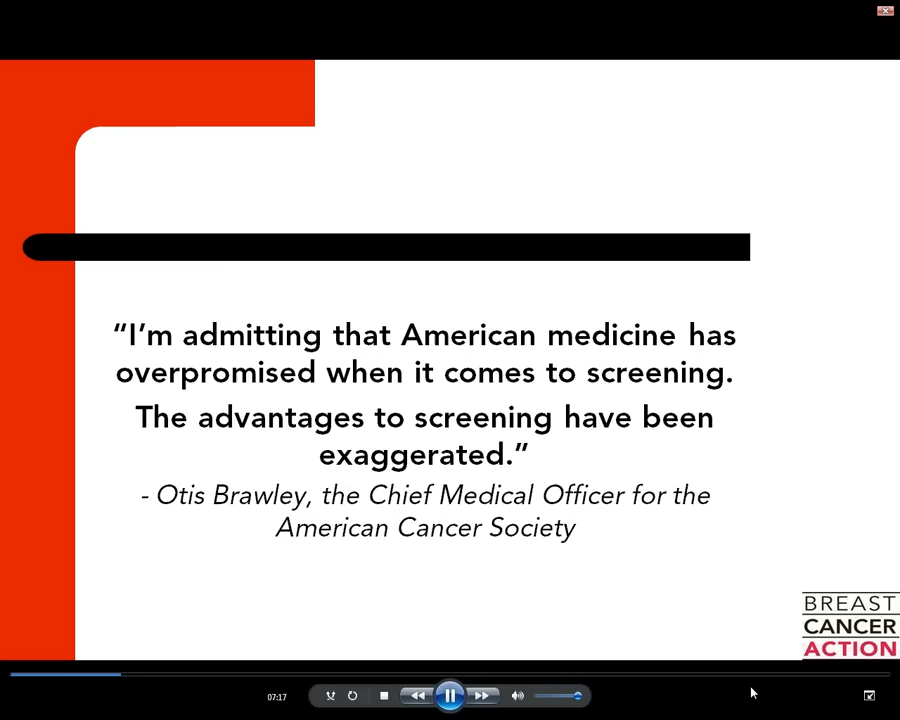 “I’m admitting that American medicine has
overpromised when it comes to screening.
The advantages to screening have been
exaggerated.”
- Otis Brawley, the Chief Medical Officer for the
American Cancer Society
BREAST
CANCER
ACTION
07:17